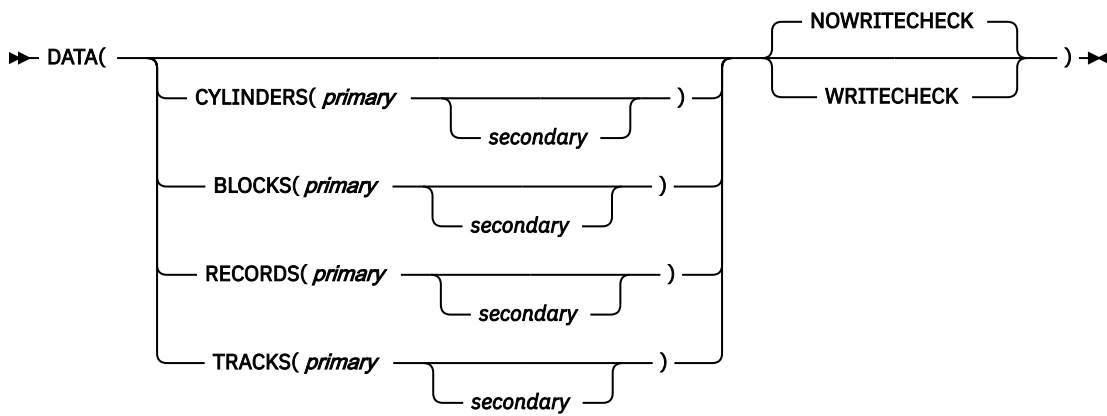 NOWRITECHECK
DATA( )
WRITECHECK
CYLINDERS( primary )
secondary
BLOCKS( primary )
secondary
RECORDS( primary )
secondary
TRACKS( primary )
secondary